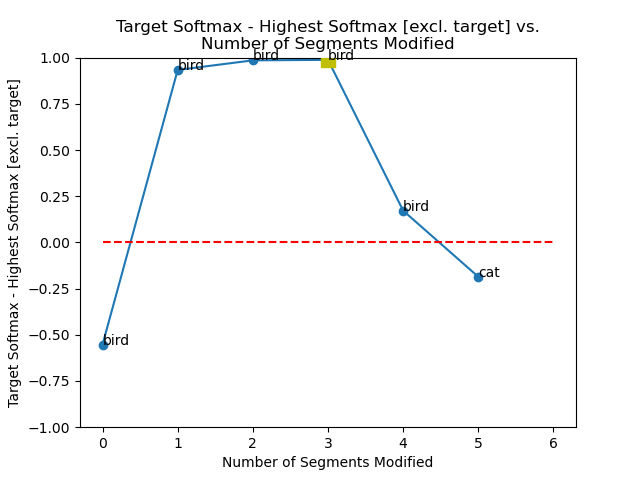 Target Softmax - Highest Softmax [excl. target] vs.
Number of Segments Modified
Target Softmax - Highest Softmax [excl. target]
1.00
0.75
0.50
0.25
0.00
−0.25
−0.50
−0.75
−1.00
bird
bird
bird
bird
bird
cat
0 1 2 3 4 5 6
Number of Segments Modified